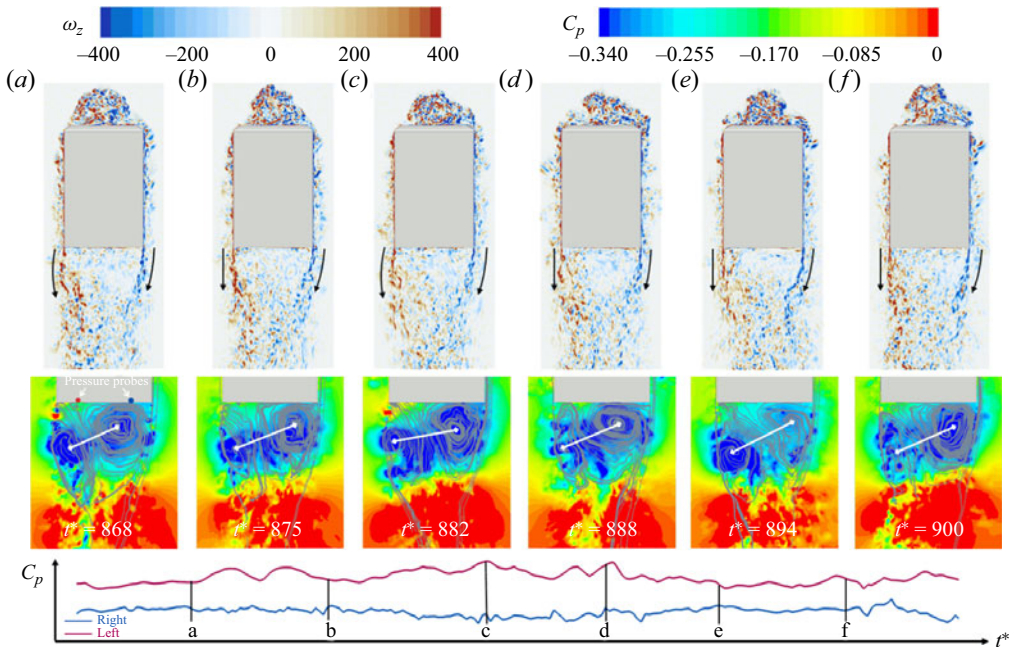 ω_z C_p
−400 −200 0 200 400 −0.340 −0.255 −0.170 −0.085 0
(a) (b) (c) (d) (e) (f)
Pressure probes
t* = 868 t* = 875 t* = 882 t* = 888 t* = 894 t* = 900
C_p
Right
Left
a b c d e f
t*